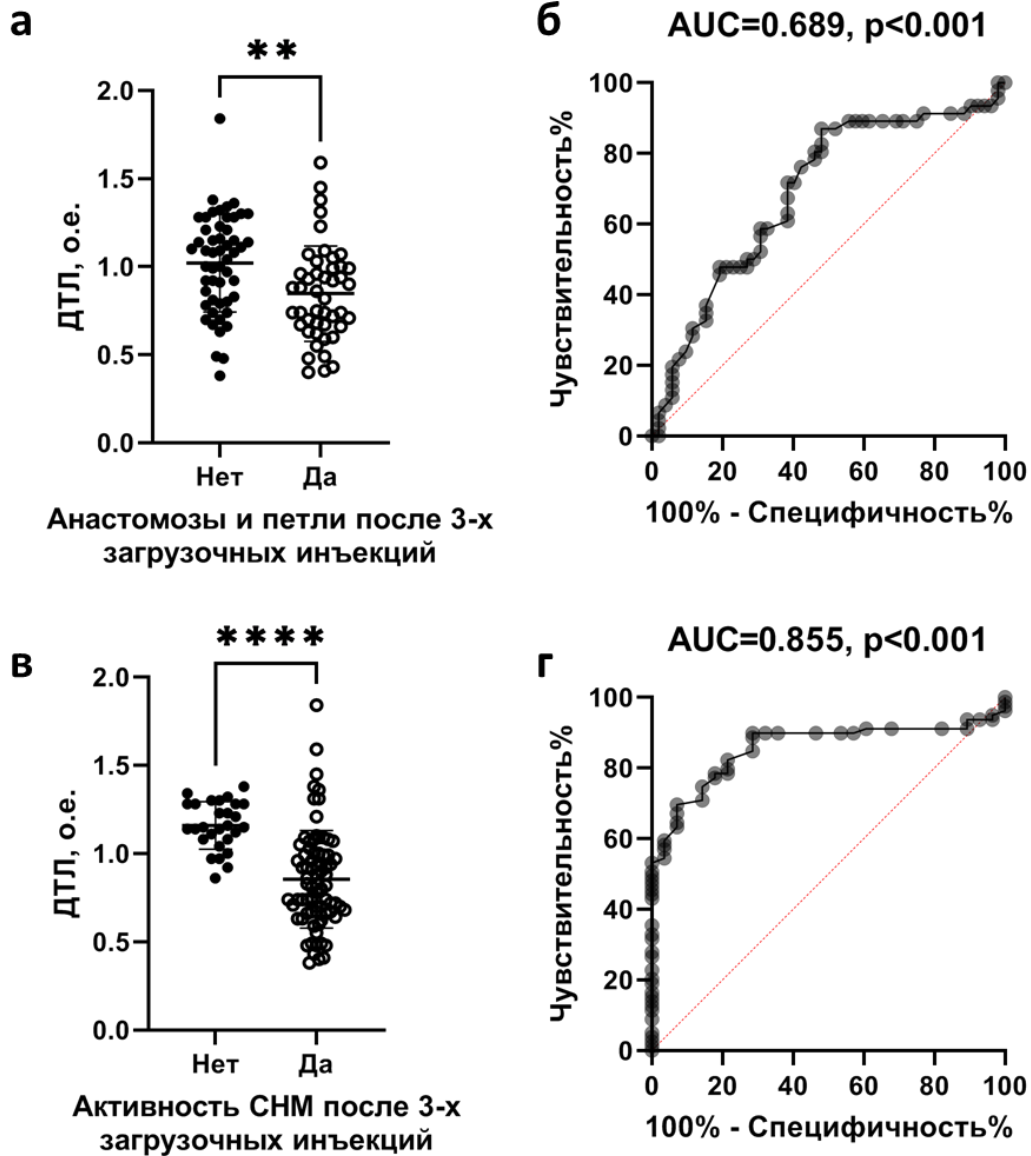 а
**
2.0
1.5
1.0
0.5
0.0
ДТЛ, о.е.
Нет Да
Анастомозы и петли после 3-х
загрузочных инъекций
б
AUC=0.689, p<0.001
100
80
60
40
20
0
Чувствительность%
0 20 40 60 80 100
100% - Специфичность%
в
****
2.0
1.5
1.0
0.5
0.0
ДТЛ, о.е.
Нет Да
Активность СНМ после 3-х
загрузочных инъекций
г
AUC=0.855, p<0.001
100
80
60
40
20
0
Чувствительность%
0 20 40 60 80 100
100% - Специфичность%